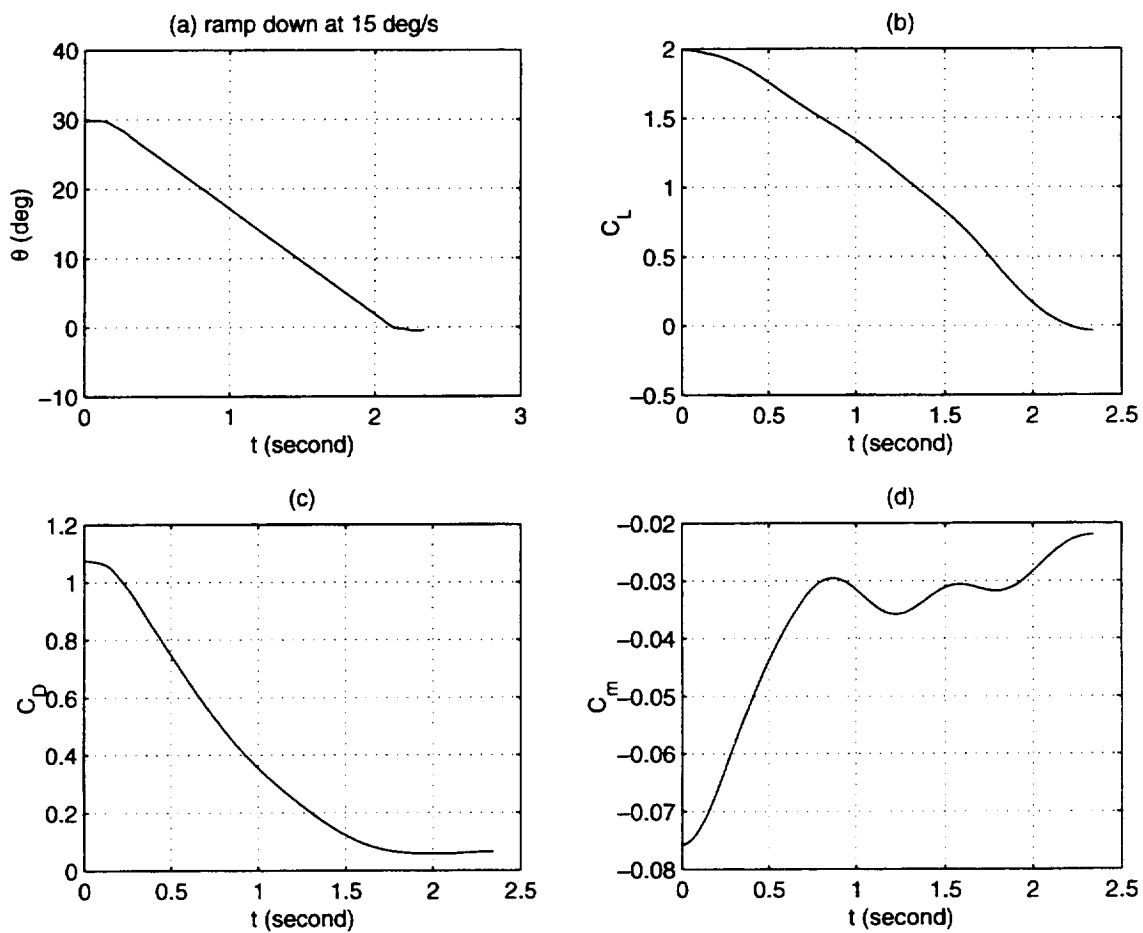 (a) ramp down at 15 deg/s
40
30
20
10
0
−10
θ (deg)
0 1 2 3
t (second)
(b)
2
1.5
1
0.5
0
−0.5
C_L
0 0.5 1 1.5 2 2.5
t (second)
(c)
1.2
1
0.8
0.6
0.4
0.2
0
C_D
0 0.5 1 1.5 2 2.5
t (second)
(d)
−0.02
−0.03
−0.04
−0.05
−0.06
−0.07
−0.08
C_m
0 0.5 1 1.5 2 2.5
t (second)